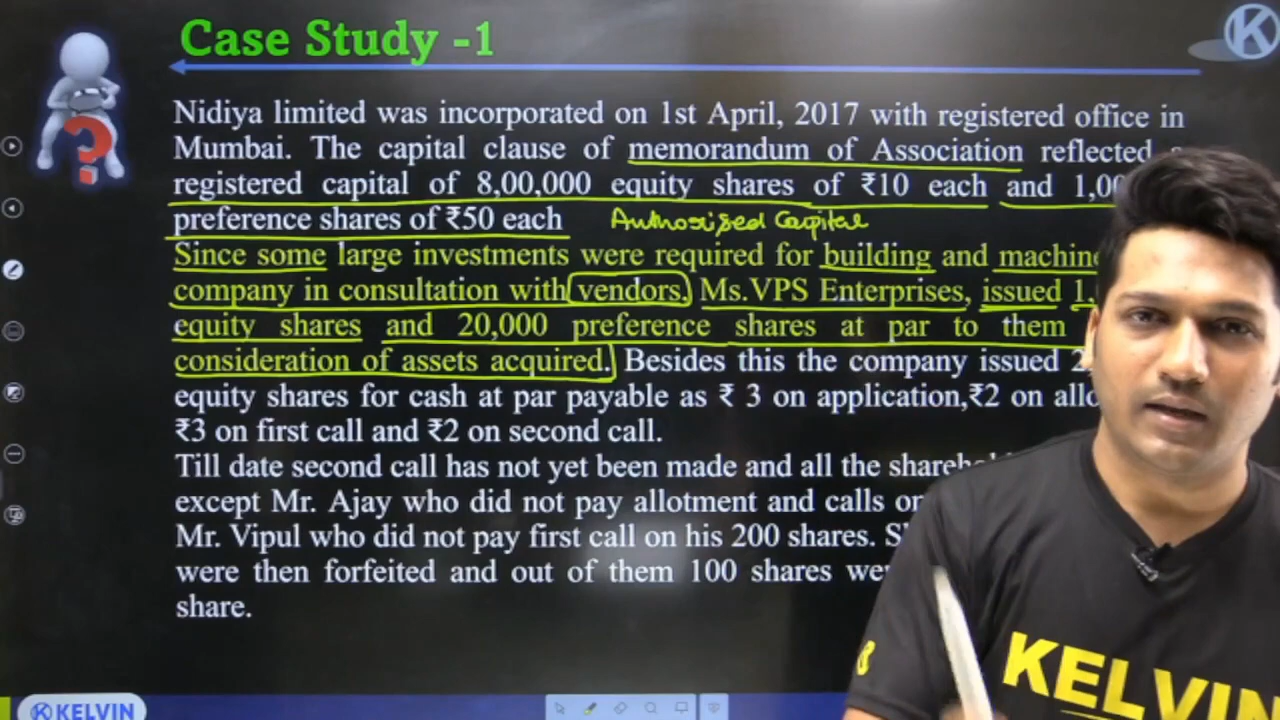 Case Study -1
Nidiya limited was incorporated on 1st April, 2017 with registered office in
Mumbai. The capital clause of memorandum of Association reflected
registered capital of 8,00,000 equity shares of ₹10 each and
preference shares of ₹50 each Authorised Capital
Since some large investments were required for building and
company in consultation with vendors, Ms.VPS Enterprises, issued
equity shares and 20,000 preference shares at par to them
consideration of assets acquired. Besides this the company issued
equity shares for cash at par payable as ₹ 3 on application,₹2 on
₹3 on first call and ₹2 on second call.
Till date second call has not yet been made and all the
except Mr. Ajay who did not pay allotment and calls
Mr. Vipul who did not pay first call on his 200 shares.
were then forfeited and out of them 100 shares
share.
KELVIN
KELVIN